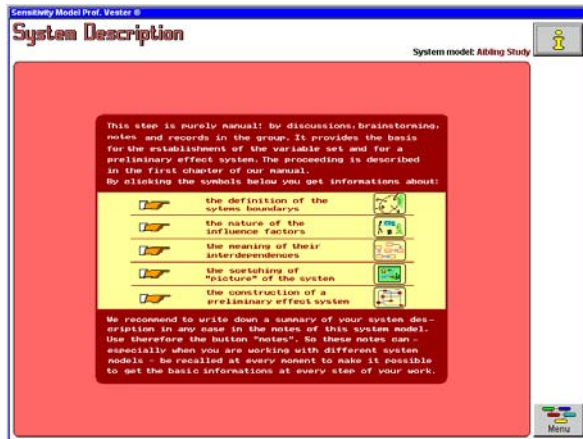 Sensitivity Model Prof. Vester ®
System Description
System model: Aibling Study
This step is purely manual: by discussions, brainstorming,
notes and records in the group. It provides the basis
for the establishment of the variable set and for a
preliminary effect system. The proceeding is described
in the first chapter of our manual.
By clicking the symbols below you get informations about:
the definition of the
sytems boundarys
the nature of the
influence factors
the meaning of their
interdependences
the scetching of
"picture" of the system
the construction of a
preliminary effect system
We recommend to write down a summary of your system des-
cription in any case in the notes of this system model.
Use therefore the button "notes". So these notes can -
especially when you are working with different system
models - be recalled at every moment to make it possible
to get the basic informations at every step of your work.
Menu